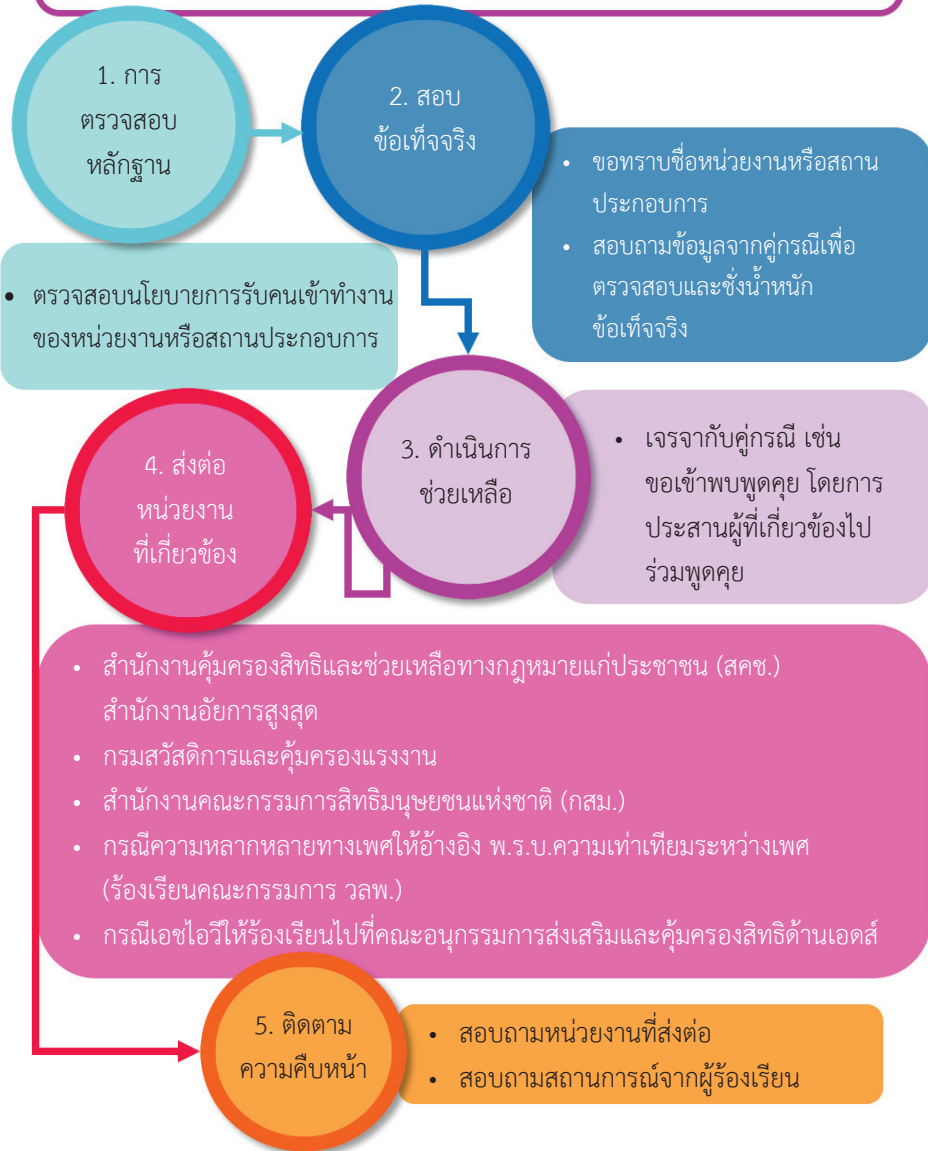 1. การ
ตรวจสอบ
หลักฐาน
2. สอบ
ข้อเท็จจริง
• ขอทราบชื่อหน่วยงานหรือสถาน
ประกอบการ
• สอบถามข้อมูลจากคู่กรณีเพื่อ
ตรวจสอบและชั่งน้ำหนัก
ข้อเท็จจริง
• ตรวจสอบนโยบายการรับคนเข้าทำงาน
ของหน่วยงานหรือสถานประกอบการ
3. ดำเนินการ
ช่วยเหลือ
• เจรจากับคู่กรณี เช่น
ขอเข้าพบพูดคุย โดยการ
ประสานผู้ที่เกี่ยวข้องไป
ร่วมพูดคุย
4. ส่งต่อ
หน่วยงาน
ที่เกี่ยวข้อง
• สำนักงานคุ้มครองสิทธิและช่วยเหลือทางกฎหมายแก่ประชาชน (สคช.)
สำนักงานอัยการสูงสุด
• กรมสวัสดิการและคุ้มครองแรงงาน
• สำนักงานคณะกรรมการสิทธิมนุษยชนแห่งชาติ (กสม.)
• กรณีความหลากหลายทางเพศให้อ้างอิง พ.ร.บ.ความเท่าเทียมระหว่างเพศ
(ร้องเรียนคณะกรรมการ วลพ.)
• กรณีเอชไอวีให้ร้องเรียนไปที่คณะอนุกรรมการส่งเสริมและคุ้มครองสิทธิด้านเอดส์
5. ติดตาม
ความคืบหน้า
• สอบถามหน่วยงานที่ส่งต่อ
• สอบถามสถานการณ์จากผู้ร้องเรียน